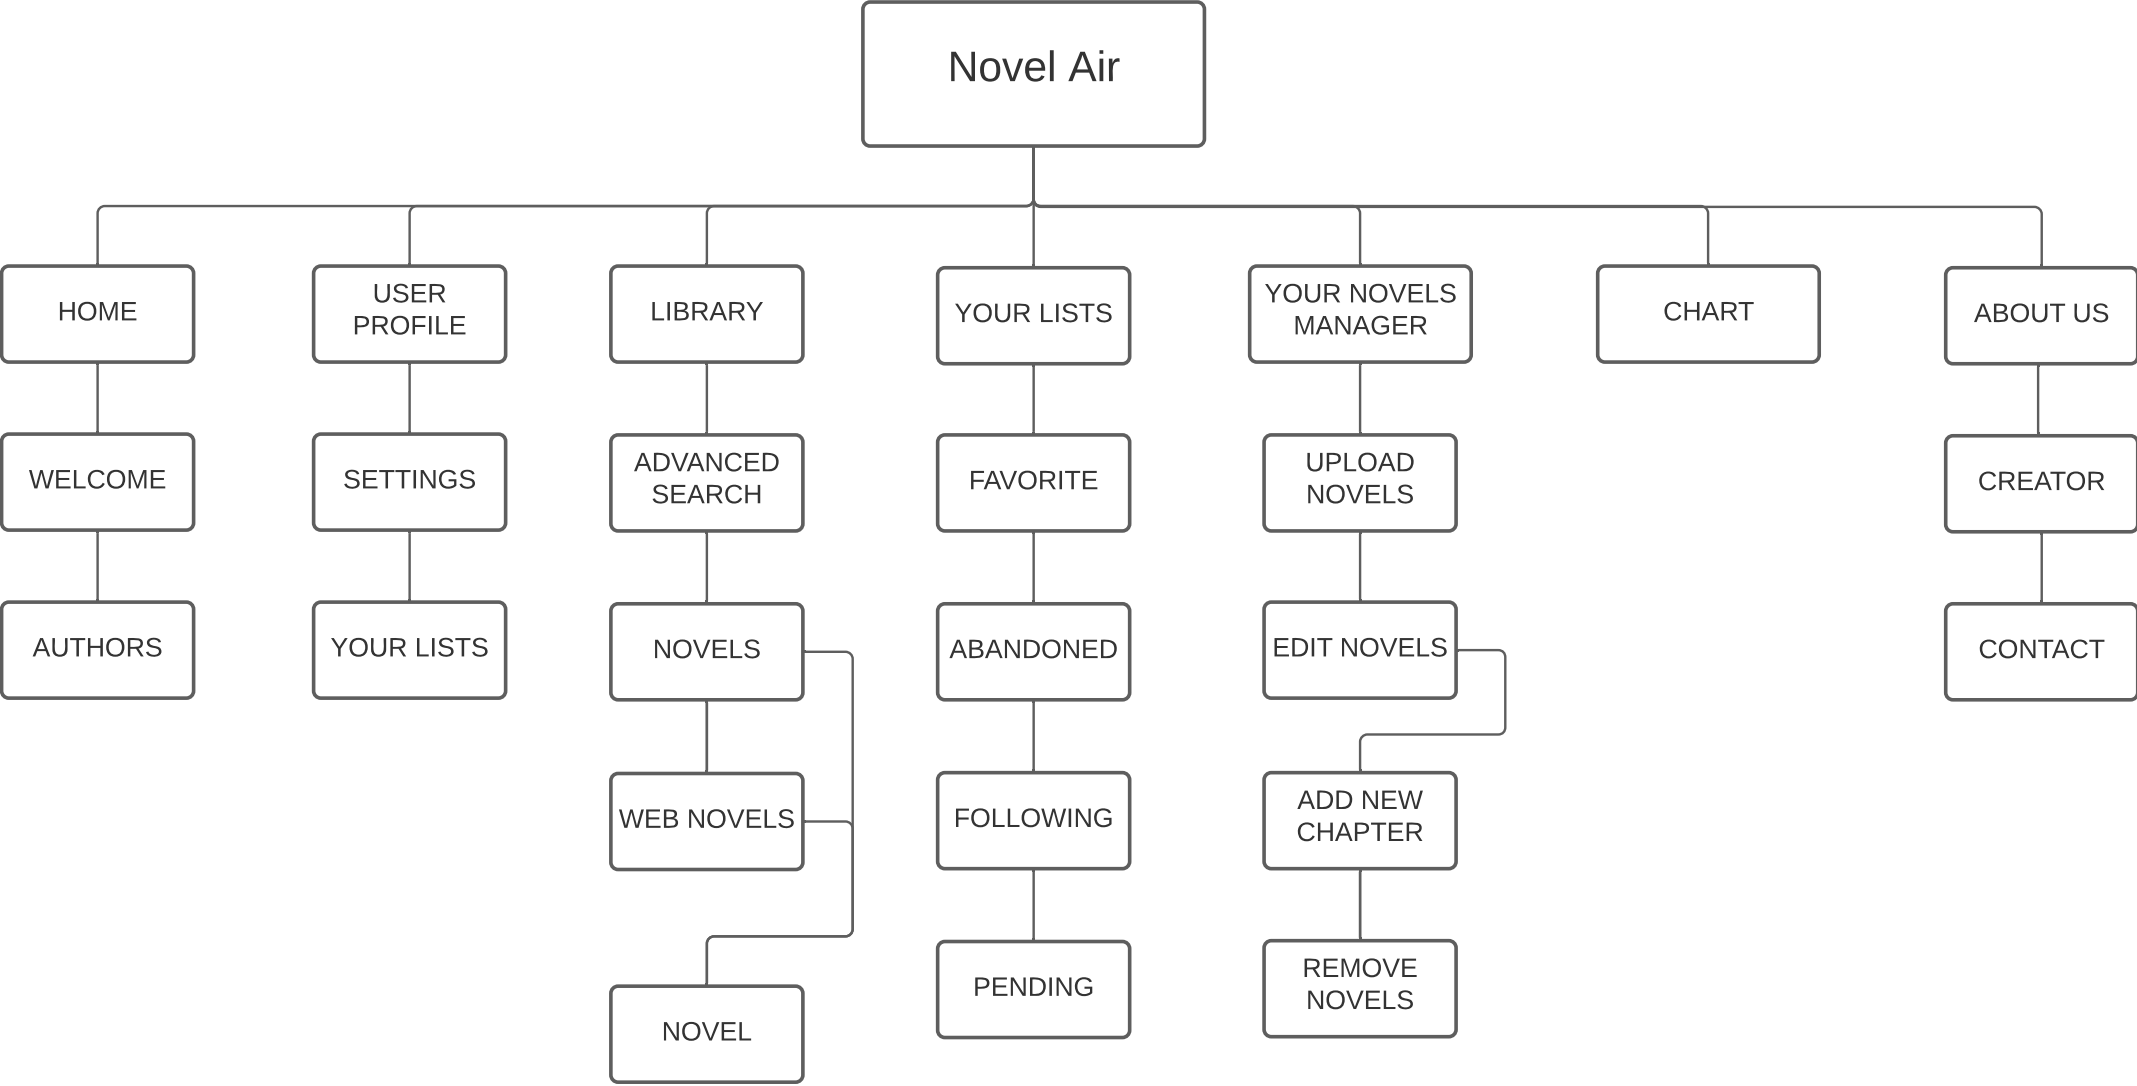 Novel Air
HOME
USER
PROFILE
LIBRARY
YOUR LISTS
YOUR NOVELS
MANAGER
CHART
ABOUT US
WELCOME
SETTINGS
ADVANCED
SEARCH
FAVORITE
UPLOAD
NOVELS
CREATOR
AUTHORS
YOUR LISTS
NOVELS
ABANDONED
EDIT NOVELS
CONTACT
WEB NOVELS
FOLLOWING
ADD NEW
CHAPTER
NOVEL
PENDING
REMOVE
NOVELS